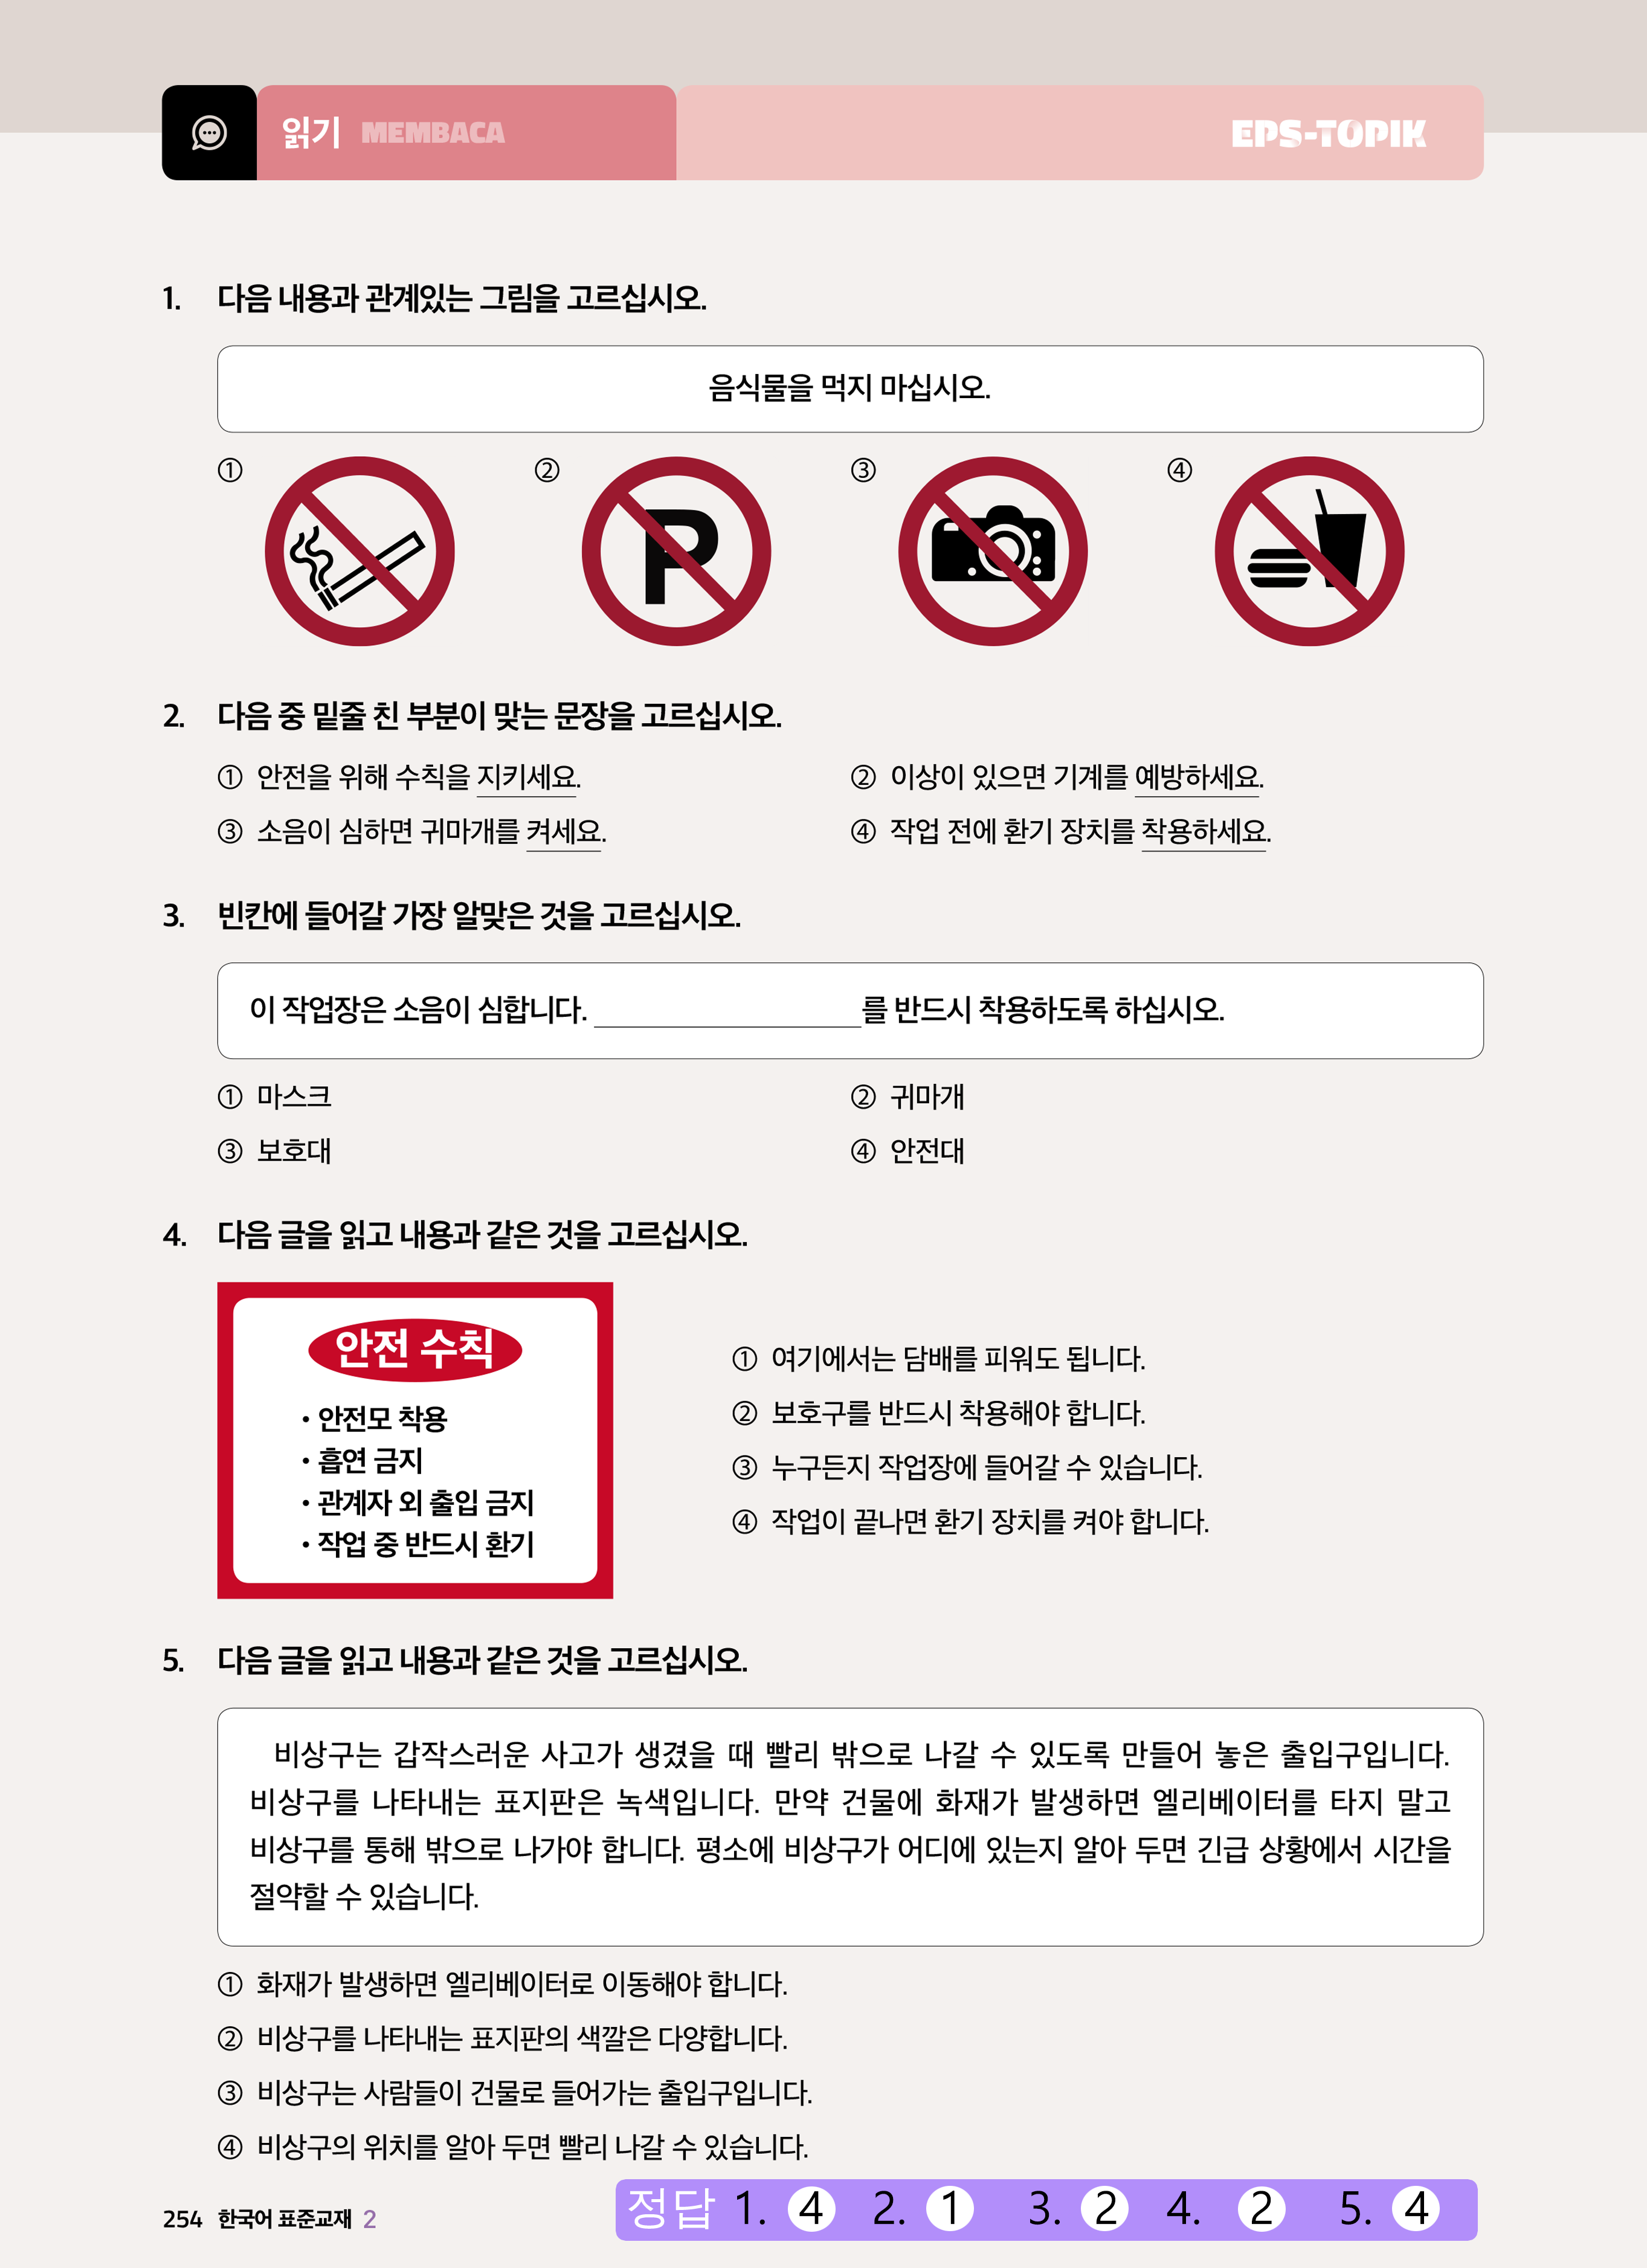 읽기 MEMBACA EPS-TOPIK
1. 다음 내용과 관계있는 그림을 고르십시오.
음식물을 먹지 마십시오.
① ② P ③ ④
2. 다음 중 밑줄 친 부분이 맞는 문장을 고르십시오.
① 안전을 위해 수칙을 지키세요. ② 이상이 있으면 기계를 예방하세요.
③ 소음이 심하면 귀마개를 켜세요. ④ 작업 전에 환기 장치를 착용하세요.
3. 빈칸에 들어갈 가장 알맞은 것을 고르십시오.
이 작업장은 소음이 심합니다. ____________를 반드시 착용하도록 하십시오.
① 마스크 ② 귀마개
③ 보호대 ④ 안전대
4. 다음 글을 읽고 내용과 같은 것을 고르십시오.
안전 수칙
• 안전모 착용
• 흡연 금지
• 관계자 외 출입 금지
• 작업 중 반드시 환기
① 여기에서는 담배를 피워도 됩니다.
② 보호구를 반드시 착용해야 합니다.
③ 누구든지 작업장에 들어갈 수 있습니다.
④ 작업이 끝나면 환기 장치를 켜야 합니다.
5. 다음 글을 읽고 내용과 같은 것을 고르십시오.
비상구는 갑작스러운 사고가 생겼을 때 빨리 밖으로 나갈 수 있도록 만들어 놓은 출입구입니다.
비상구를 나타내는 표지판은 녹색입니다. 만약 건물에 화재가 발생하면 엘리베이터를 타지 말고
비상구를 통해 밖으로 나가야 합니다. 평소에 비상구가 어디에 있는지 알아 두면 긴급 상황에서 시간을
절약할 수 있습니다.
① 화재가 발생하면 엘리베이터로 이동해야 합니다.
② 비상구를 나타내는 표지판의 색깔은 다양합니다.
③ 비상구는 사람들이 건물로 들어가는 출입구입니다.
④ 비상구의 위치를 알아 두면 빨리 나갈 수 있습니다.
254 한국어 표준교재 2
정답 1. 4 2. 1 3. 2 4. 2 5. 4